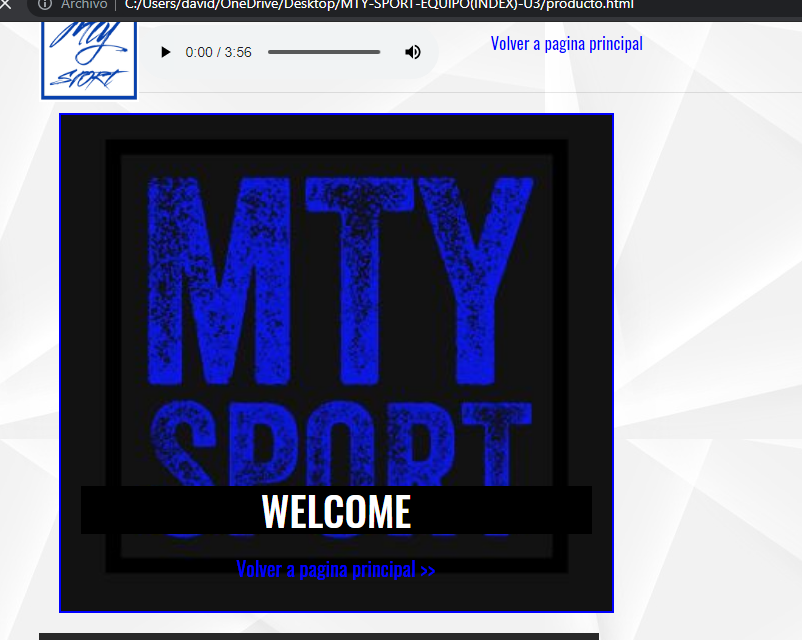 Archivo | C:/Users/david/OneDrive/Desktop/MTY-SPORT-EQUIPO(INDEX)-U3/producto.html
Mty
SPORT
0:00 / 3:56
Volver a pagina principal
MTY
SPORT
WELCOME
Volver a pagina principal >>